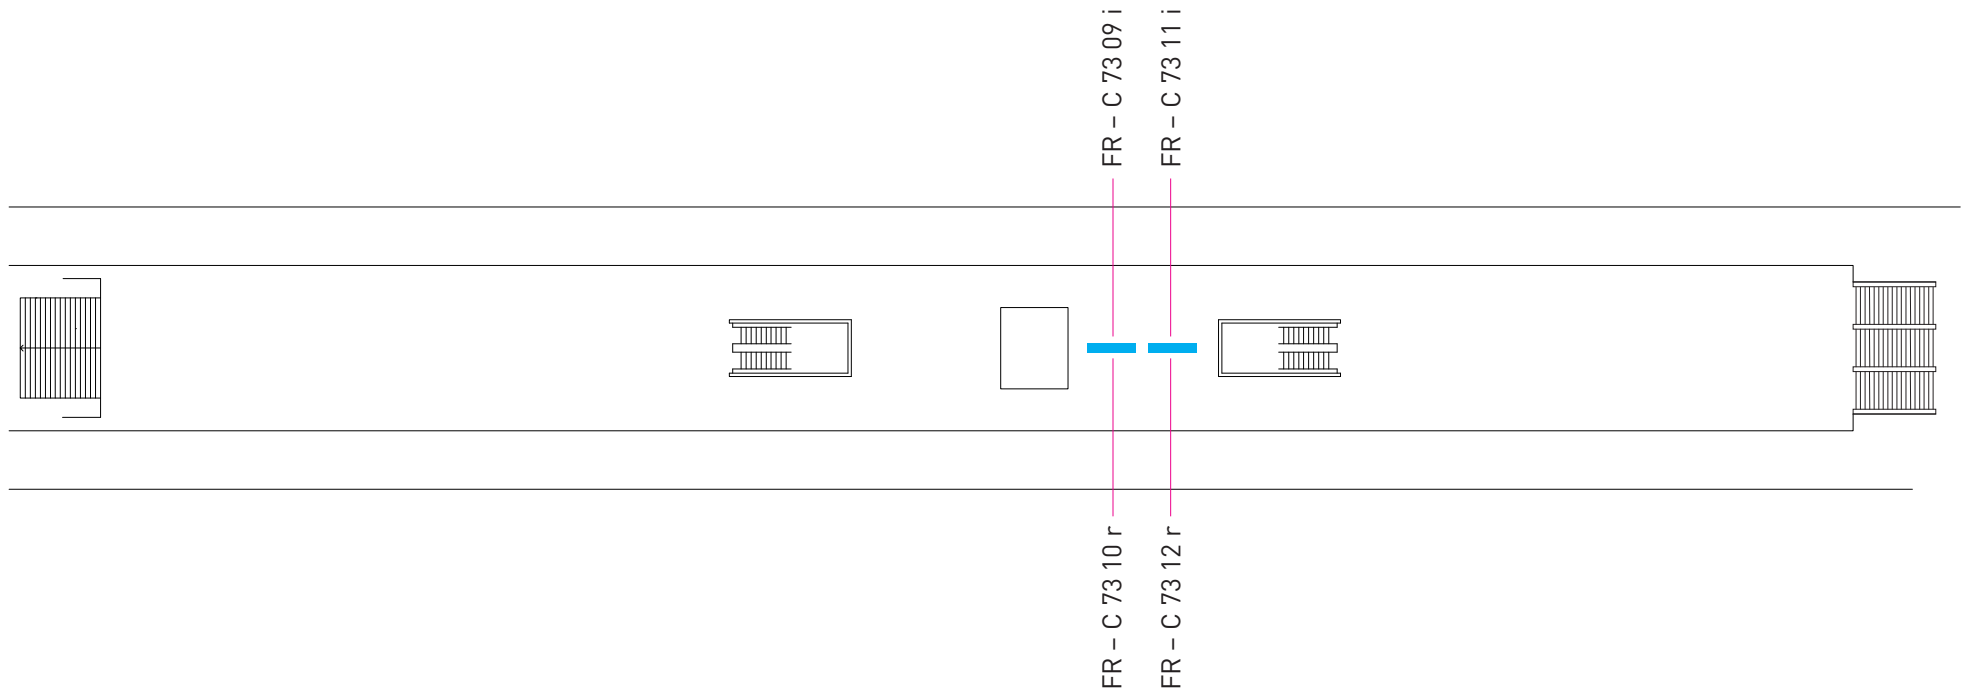 FR – C 73 09 i
FR – C 73 11 i
FR – C 73 10 r
FR – C 73 12 r